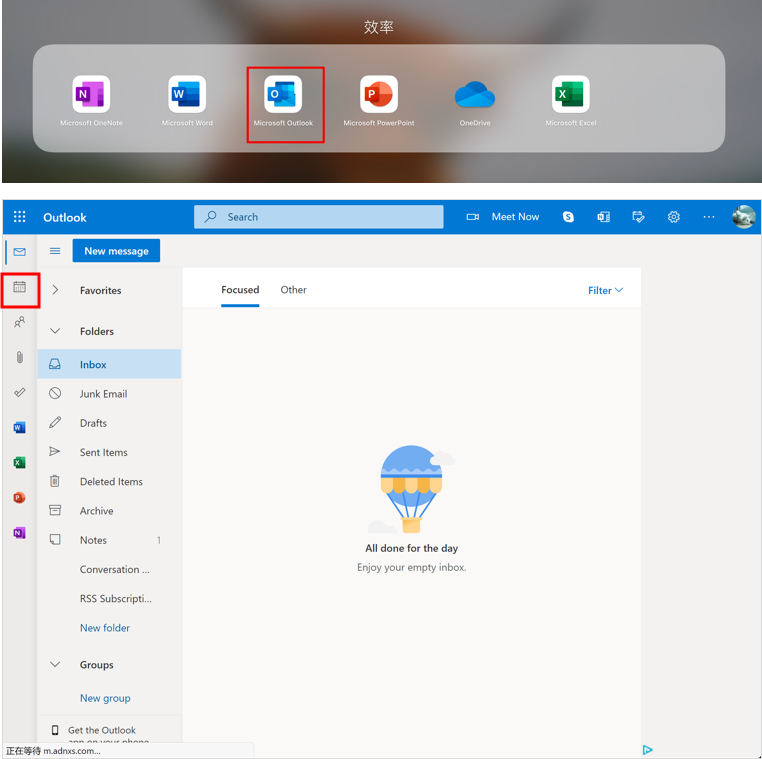 效率
Microsoft OneNote
Microsoft Word
Microsoft Outlook
Microsoft PowerPoint
OneDrive
Microsoft Excel
Outlook
Search
Meet Now
New message
Favorites
Focused
Other
Filter
Folders
Inbox
Junk Email
Drafts
Sent Items
Deleted Items
Archive
Notes 1
Conversation ...
RSS Subscripti...
New folder
Groups
New group
All done for the day
Enjoy your empty inbox.
Get the Outlook
app on your phone
正在等待 m.adnxs.com...